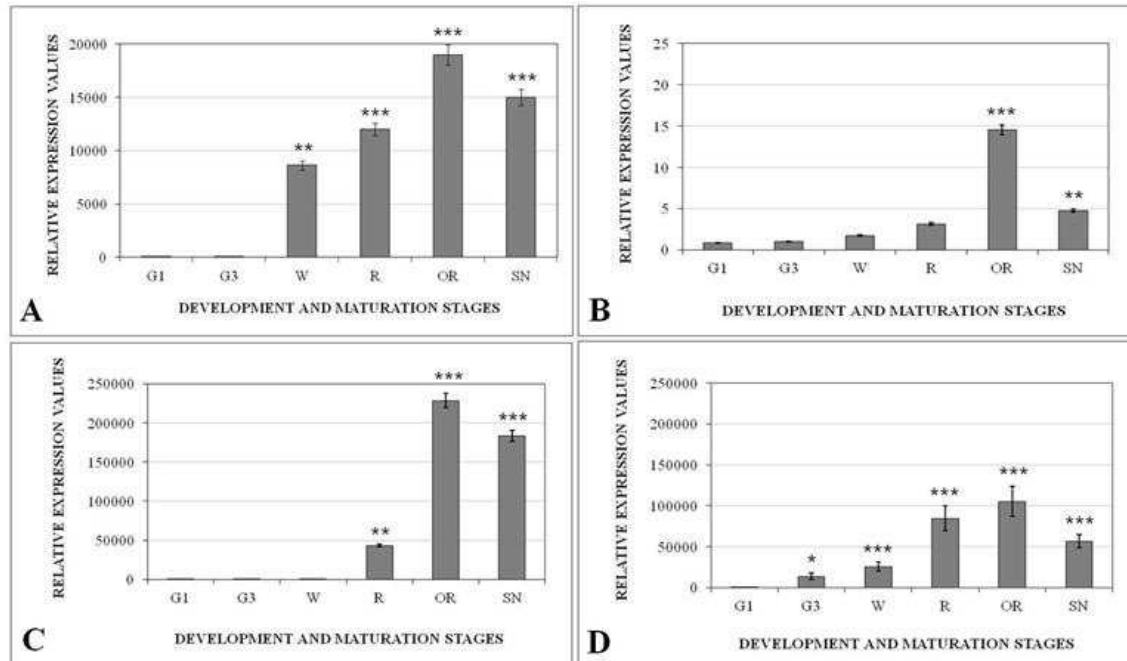 RELATIVE EXPRESSION VALUES
20000
15000
10000
5000
0
**
***
***
***
G1 G3 W R OR SN
DEVELOPMENT AND MATURATION STAGES
A
RELATIVE EXPRESSION VALUES
25
20
15
10
5
0
***
**
G1 G3 W R OR SN
DEVELOPMENT AND MATURATION STAGES
B
RELATIVE EXPRESSION VALUES
250000
200000
150000
100000
50000
0
**
***
***
G1 G3 W R OR SN
DEVELOPMENT AND MATURATION STAGES
C
RELATIVE EXPRESSION VALUES
250000
200000
150000
100000
50000
0
*
***
***
***
***
G1 G3 W R OR SN
DEVELOPMENT AND MATURATION STAGES
D